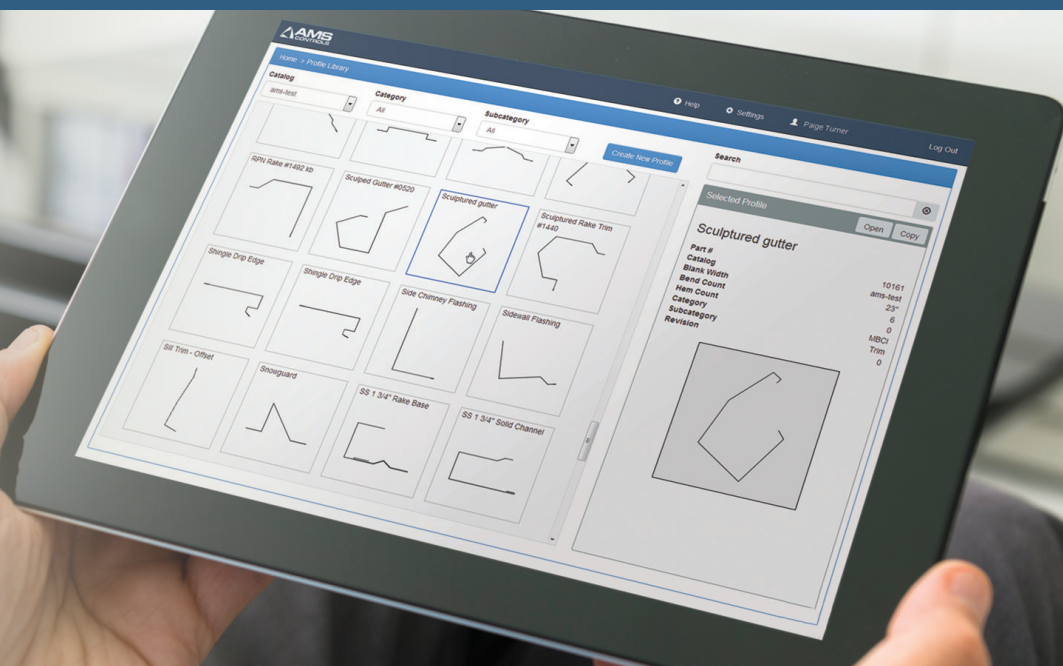 AMS
CONTROLS
Help
Settings
Paige Turner
Log Out
Home > Profile Library
Catalog
ams-test
Category
All
Subcategory
All
Create New Profile
Search
RPN Rake #1492 kb
Sculped Gutter #0520
Sculptured gutter
Sculptured Rake Trim
#1440
Shingle Drip Edge
Shingle Drip Edge
Side Chimney Flashing
Sidewall Flashing
Sill Trim - Offset
Snowguard
SS 1 3/4" Rake Base
SS 1 3/4" Solid Channel
Selected Profile
Open
Copy
Sculptured gutter
Part # 10161
Catalog ams-test
Blank Width 23"
Bend Count 6
Hem Count 0
Category MBCI
Subcategory Trim
Revision 0